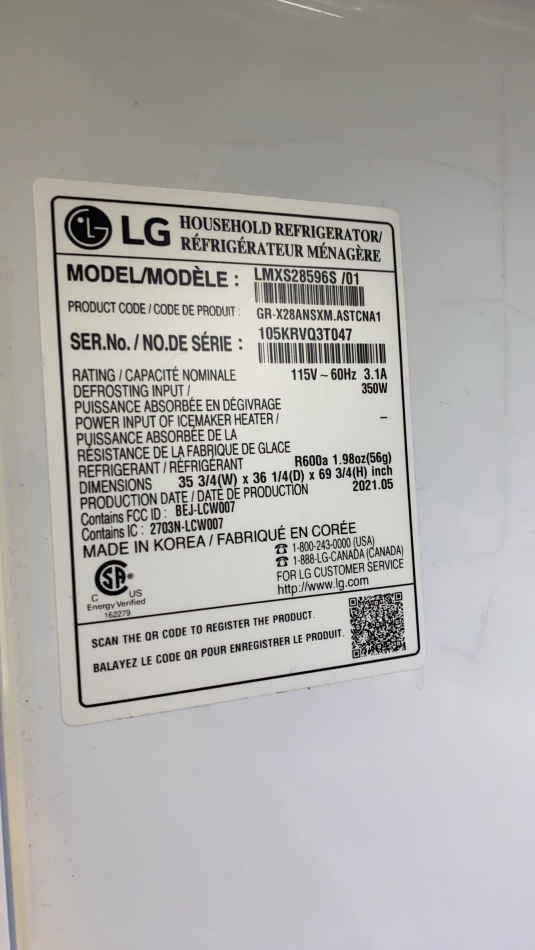 LG HOUSEHOLD REFRIGERATOR/
RÉFRIGÉRATEUR MÉNAGÈRE
MODEL/MODÈLE : LMXS28596S /01
PRODUCT CODE / CODE DE PRODUIT : GR-X28ANSXM.ASTCNA1
SER.No. / NO.DE SÉRIE : 105KRVQ3T047
RATING / CAPACITÉ NOMINALE 115V~60Hz 3.1A
DEFROSTING INPUT / 350W
PUISSANCE ABSORBÉE EN DÉGIVRAGE
POWER INPUT OF ICEMAKER HEATER / –
PUISSANCE ABSORBÉE DE LA
RÉSISTANCE DE LA FABRIQUE DE GLACE
REFRIGERANT / RÉFRIGÉRANT R600a 1.98oz(56g)
DIMENSIONS 35 3/4(W) x 36 1/4(D) x 69 3/4(H) inch
PRODUCTION DATE / DATE DE PRODUCTION 2021.05
Contains FCC ID : BEJ-LCW007
Contains IC : 2703N-LCW007
MADE IN KOREA / FABRIQUÉ EN CORÉE
☎ 1-800-243-0000 (USA)
☎ 1-888-LG-CANADA (CANADA)
FOR LG CUSTOMER SERVICE
http://www.lg.com
SA
C US
Energy Verified
162279
SCAN THE QR CODE TO REGISTER THE PRODUCT.
BALAYEZ LE CODE QR POUR ENREGISTRER LE PRODUIT.